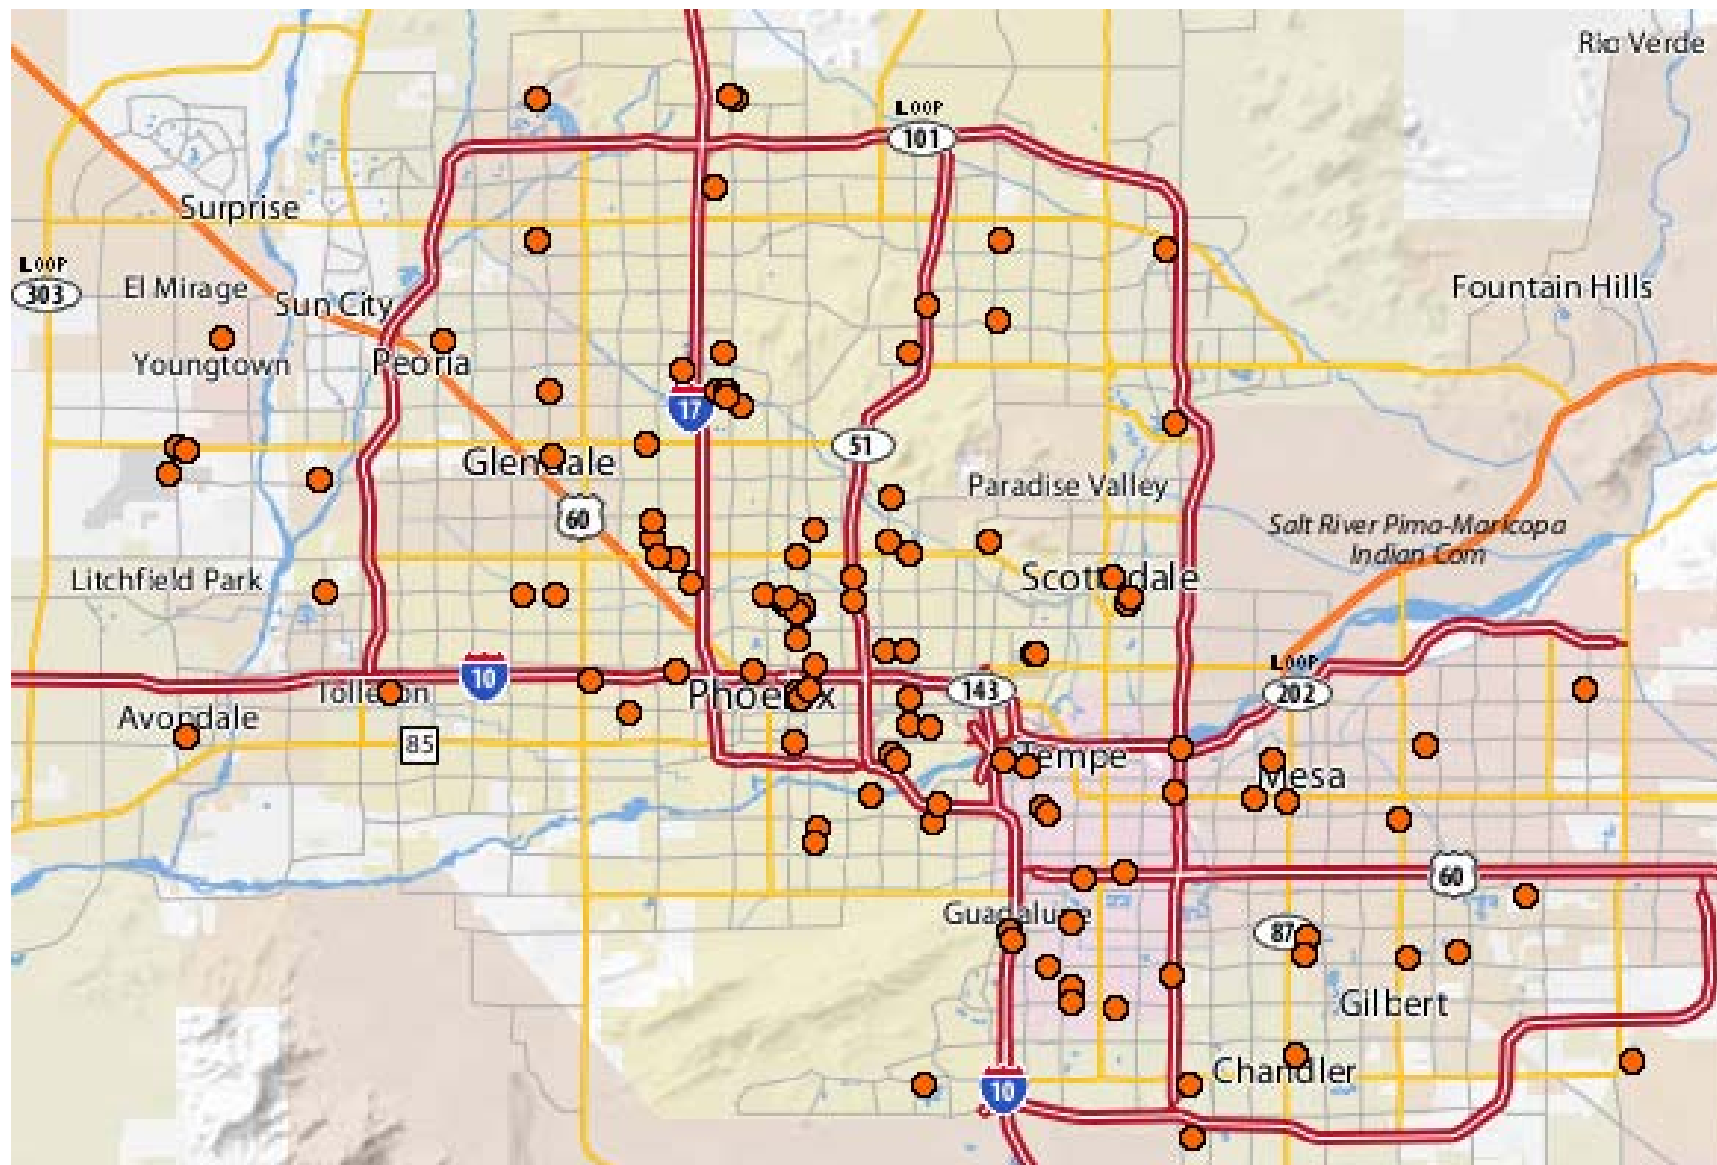 Rio Verde
LOOP
101
Surprise
LOOP
303
El Mirage
Sun City
Fountain Hills
Youngtown
Peoria
17
51
Glendale
Paradise Valley
60
Salt River Pima-Maricopa
Indian Com
Litchfield Park
Scottsdale
10
LOOP
202
Tolleson
Phoenix
143
Avondale
85
Tempe
Mesa
60
Guadalupe
87
Gilbert
Chandler
10